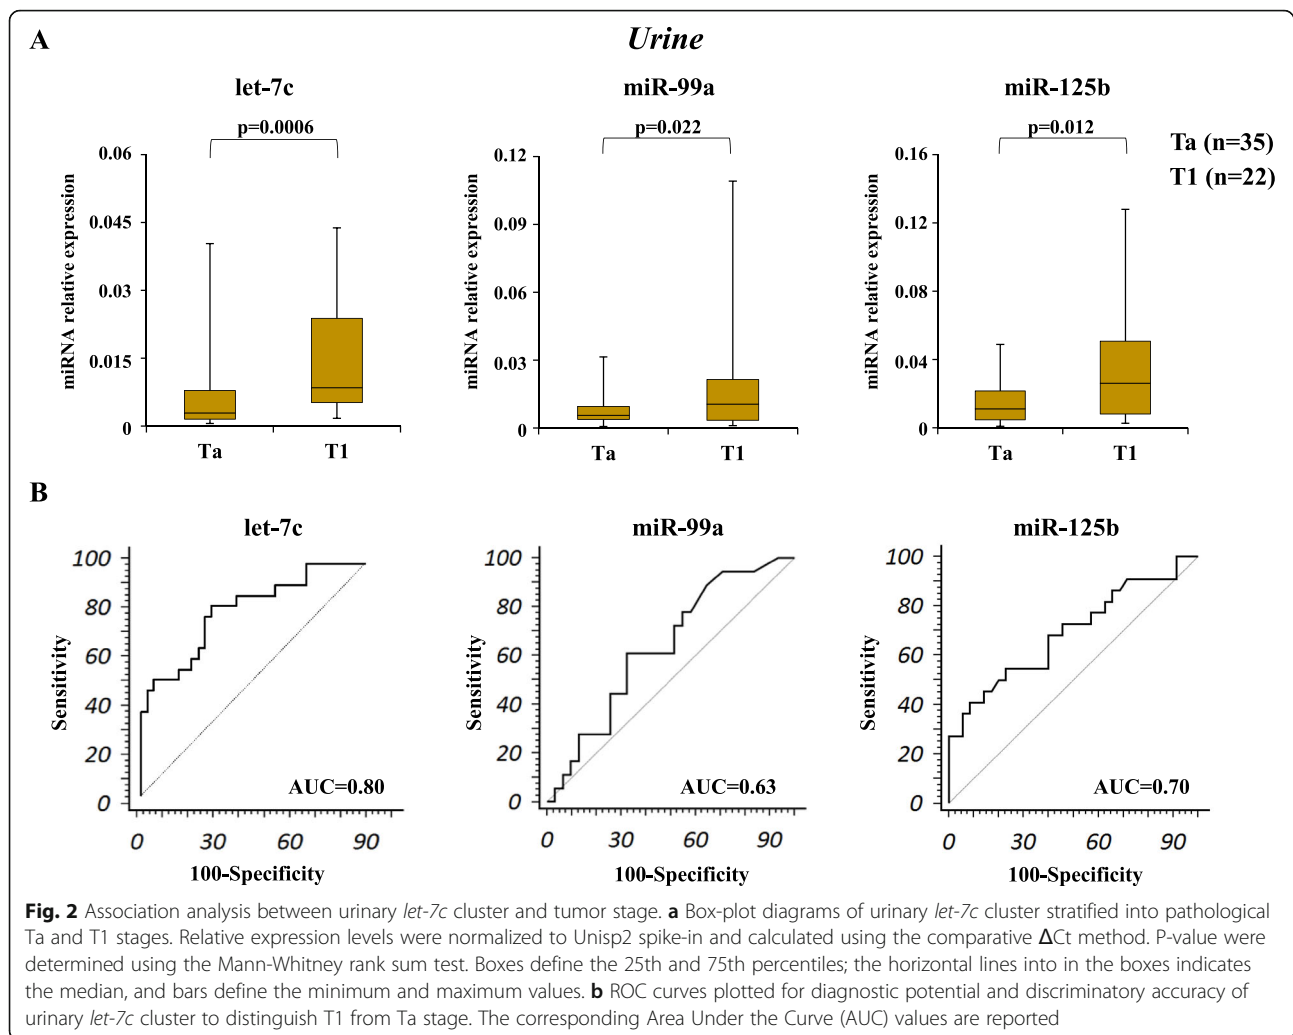 A
Urine
let-7c
miR-99a
miR-125b
p=0.0006
p=0.022
p=0.012
Ta (n=35)
T1 (n=22)
miRNA relative expression
0.06
0.045
0.03
0.015
0
Ta
T1
miRNA relative expression
0.12
0.09
0.06
0.03
0
Ta
T1
miRNA relative expression
0.16
0.12
0.08
0.04
0
Ta
T1
B
let-7c
miR-99a
miR-125b
Sensitivity
100
80
60
40
20
0
AUC=0.80
0 30 60 90
100-Specificity
Sensitivity
100
80
60
40
20
0
AUC=0.63
0 30 60 90
100-Specificity
Sensitivity
100
80
60
40
20
0
AUC=0.70
0 30 60 90
100-Specificity
Fig. 2 Association analysis between urinary let-7c cluster and tumor stage. a Box-plot diagrams of urinary let-7c cluster stratified into pathological
Ta and T1 stages. Relative expression levels were normalized to Unisp2 spike-in and calculated using the comparative ΔCt method. P-value were
determined using the Mann-Whitney rank sum test. Boxes define the 25th and 75th percentiles; the horizontal lines into in the boxes indicates
the median, and bars define the minimum and maximum values. b ROC curves plotted for diagnostic potential and discriminatory accuracy of
urinary let-7c cluster to distinguish T1 from Ta stage. The corresponding Area Under the Curve (AUC) values are reported